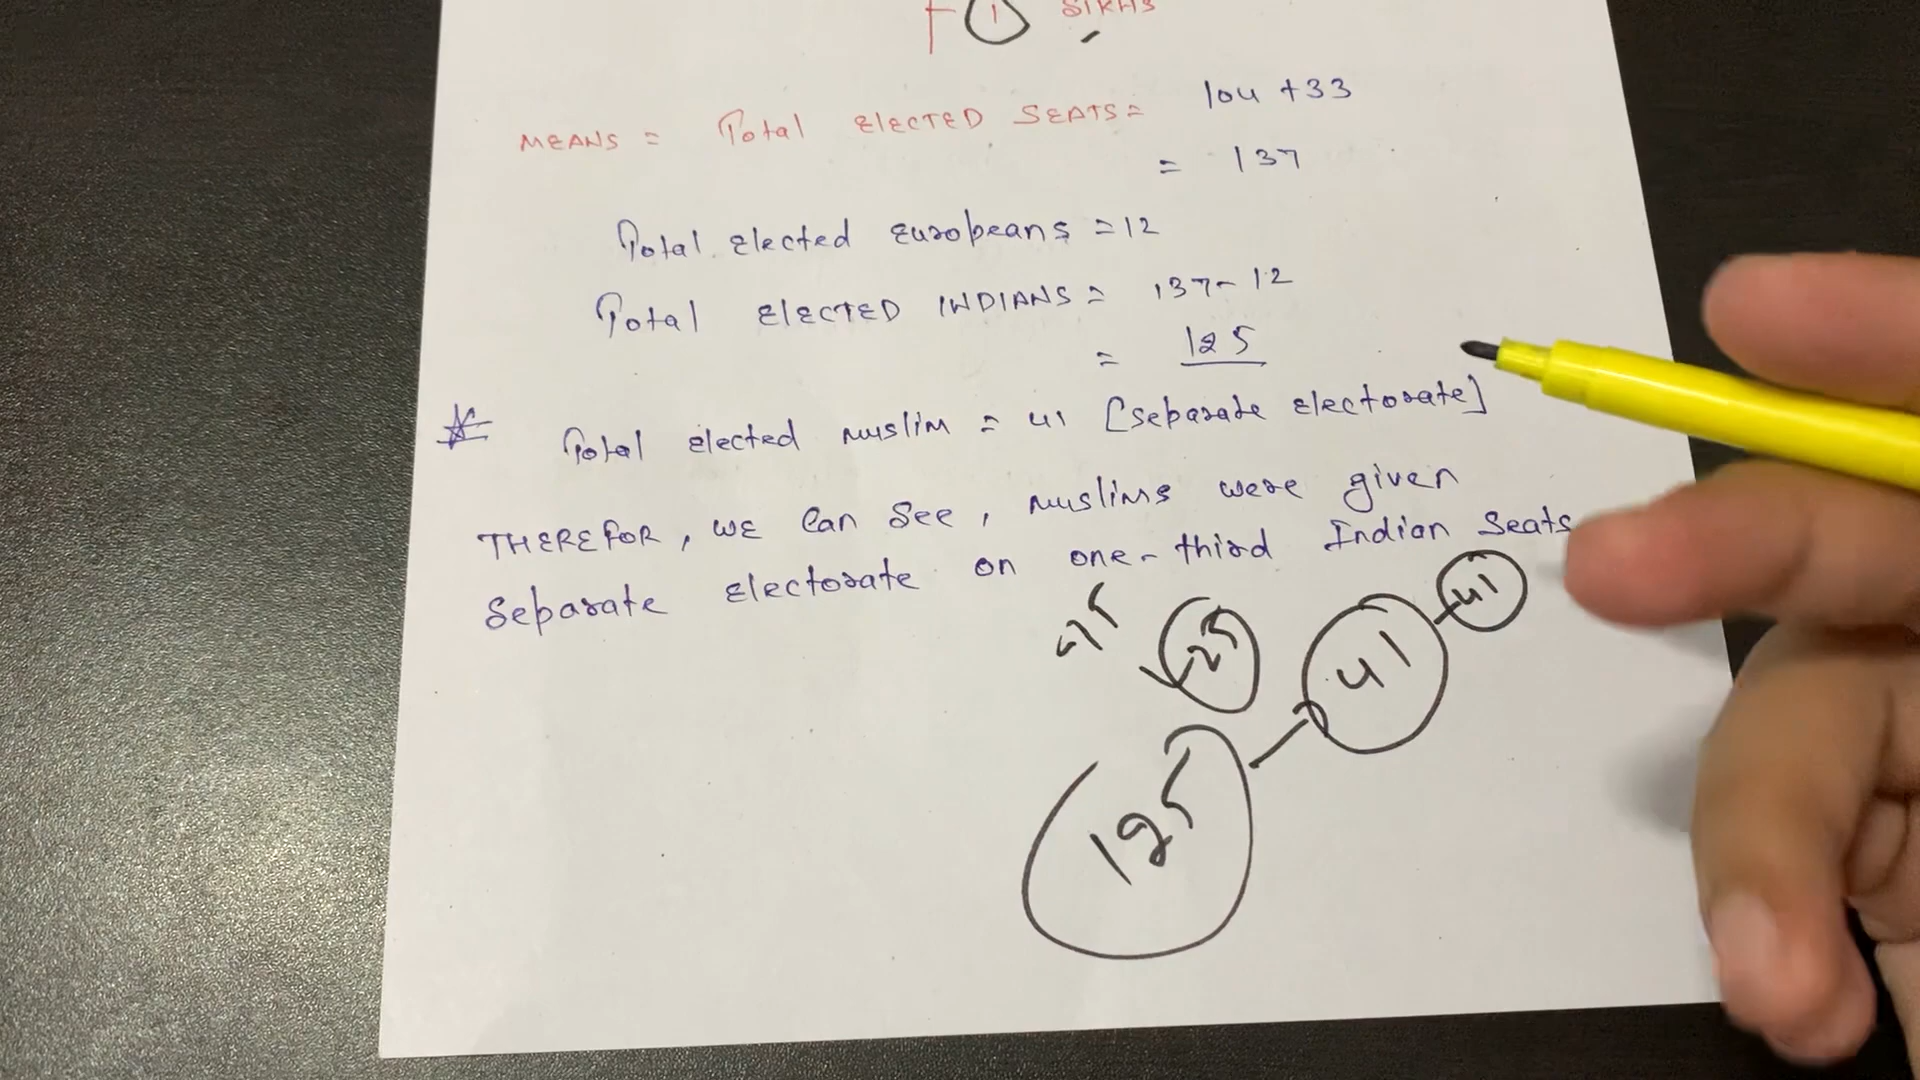 1 SIKHS
MEANS = Total ElECTED SEATS = 104 +33
= 137
Total Elected Europeans = 12
Total ElECTED INDIANS = 137 - 12
= 125
Total elected muslim = 41 [Separate Electorate]
THEREFOR, WE Can See, muslims were given
Separate Electorate on one-third Indian Seats
25 41 41
125